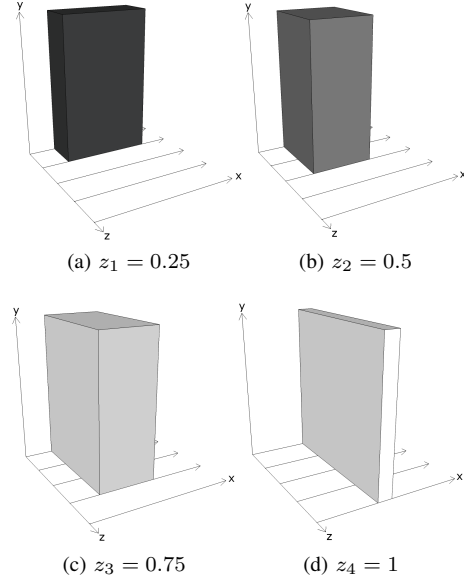 y
x
z
y
x
z
(a) z₁ = 0.25
(b) z₂ = 0.5
y
x
z
y
x
z
(c) z₃ = 0.75
(d) z₄ = 1